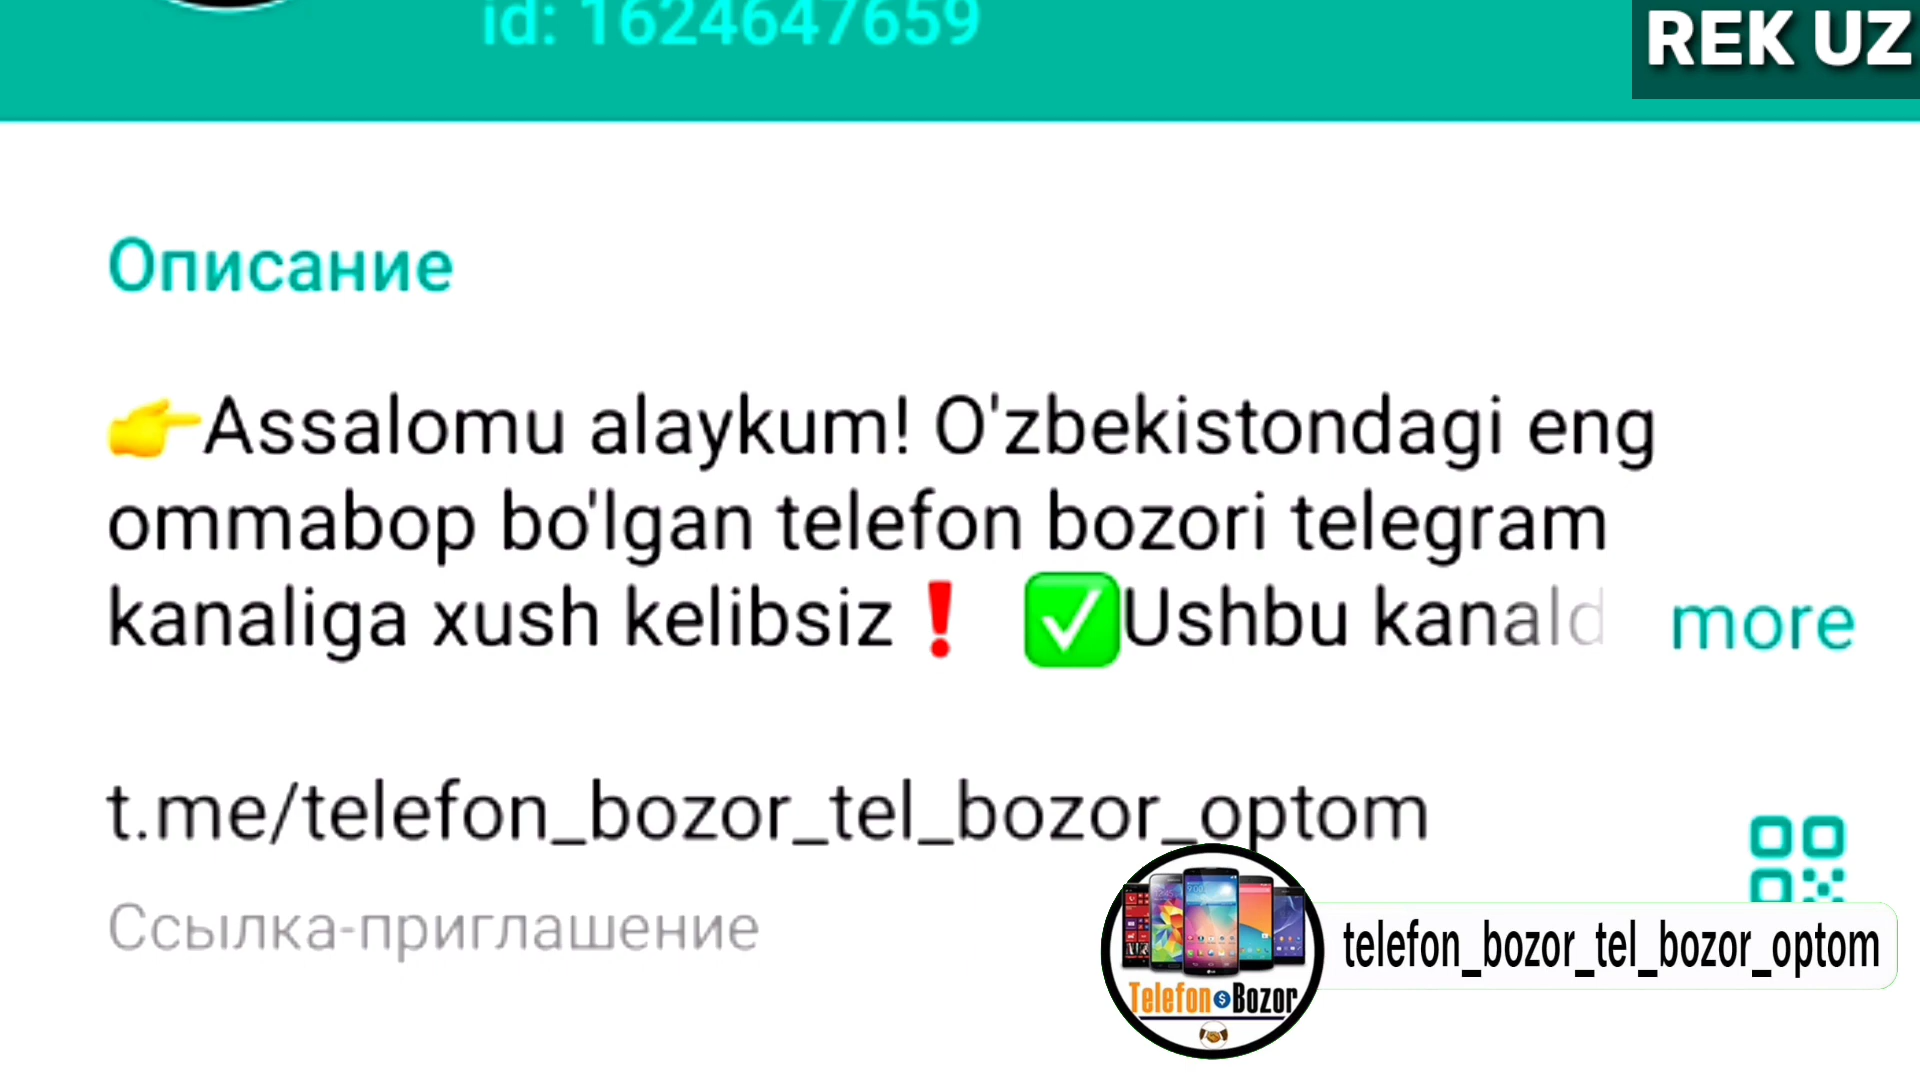 id: 1624647659
REK UZ
Описание
👉Assalomu alaykum! O'zbekistondagi eng
ommabop bo'lgan telefon bozori telegram
kanaliga xush kelibsiz❗ ✅Ushbu kanald more
t.me/telefon_bozor_tel_bozor_optom
Ссылка-приглашение
telefon_bozor_tel_bozor_optom
Telefon $ Bozor